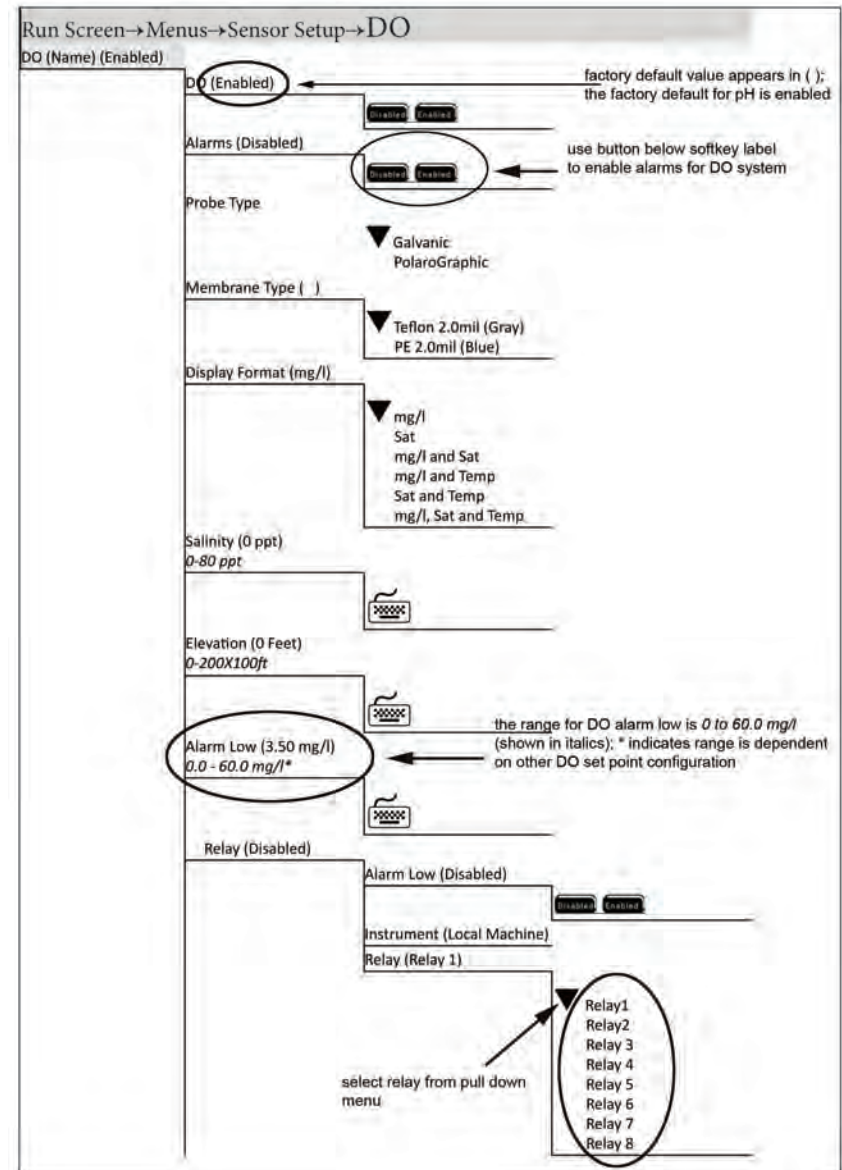 Run Screen→Menus→Sensor Setup→DO
DO (Name) (Enabled)
DO (Enabled)
factory default value appears in ( );
the factory default for pH is enabled
Disabled Enabled
Alarms (Disabled)
use button below softkey label
to enable alarms for DO system
Disabled Enabled
Probe Type
Galvanic
PolaroGraphic
Membrane Type ( )
Teflon 2.0mil (Gray)
PE 2.0mil (Blue)
Display Format (mg/l)
mg/l
Sat
mg/l and Sat
mg/l and Temp
Sat and Temp
mg/l, Sat and Temp
Salinity (0 ppt)
0-80 ppt
Elevation (0 Feet)
0-200X100ft
the range for DO alarm low is 0 to 60.0 mg/l
(shown in italics); * indicates range is dependent
on other DO set point configuration
Alarm Low (3.50 mg/l)
0.0 - 60.0 mg/l*
Relay (Disabled)
Alarm Low (Disabled)
Disabled Enabled
Instrument (Local Machine)
Relay (Relay 1)
Relay1
Relay2
Relay 3
Relay 4
Relay 5
Relay 6
Relay 7
Relay 8
select relay from pull down
menu